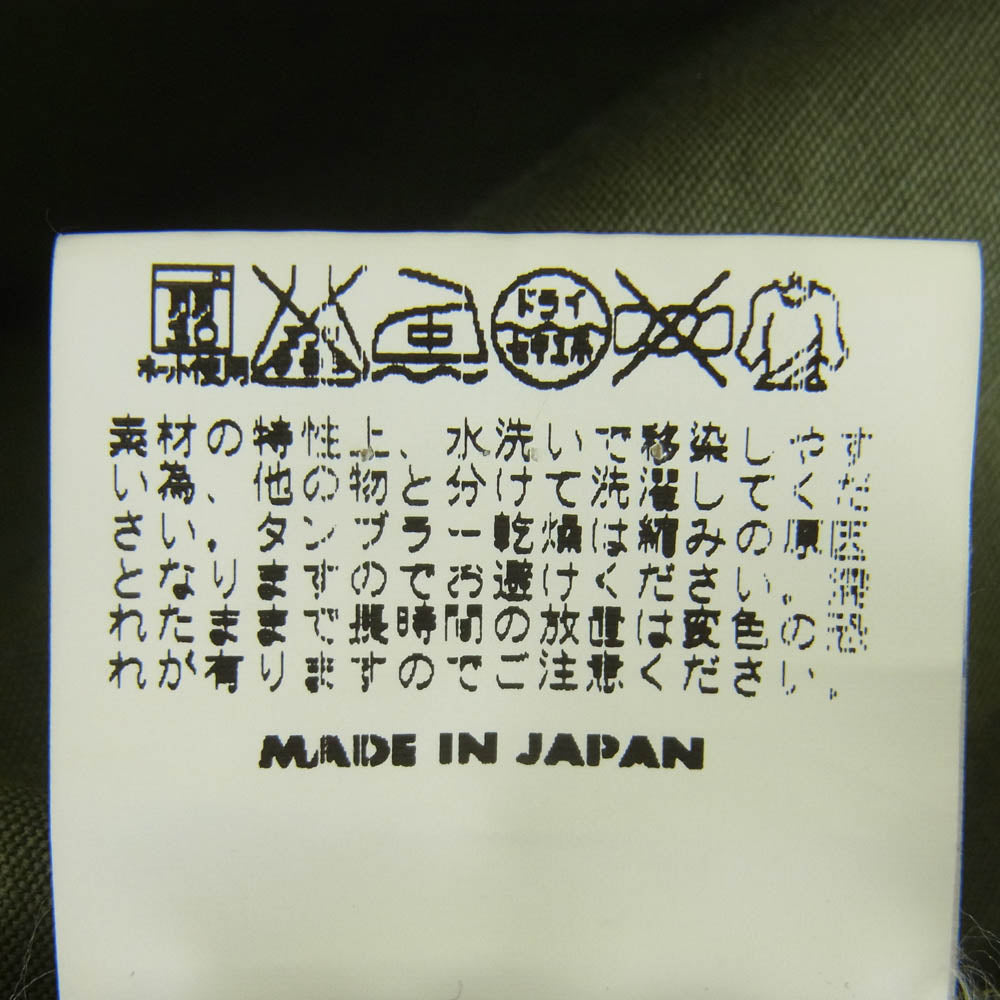 ドライ
ネット使用
素材の特性上、水洗いで移染しやす
い為、他の物と分けて洗濯してくだ
さい。タンブラー乾燥は縮みの原因
となりますのでお避けください。濡
れたままでの長時間の放置は変色の恐
れが有りますのでご注意ください。
MADE IN JAPAN